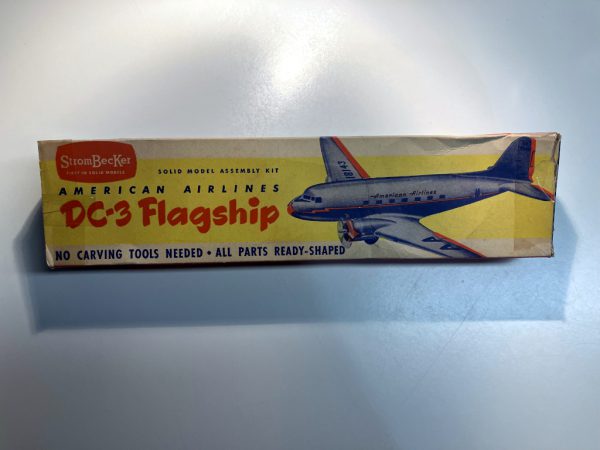 StromBecKer
FIRST IN SOLID MODELS
SOLID MODEL ASSEMBLY KIT
AMERICAN AIRLINES
DC-3 Flagship
NO CARVING TOOLS NEEDED • ALL PARTS READY-SHAPED
American Airlines
AA